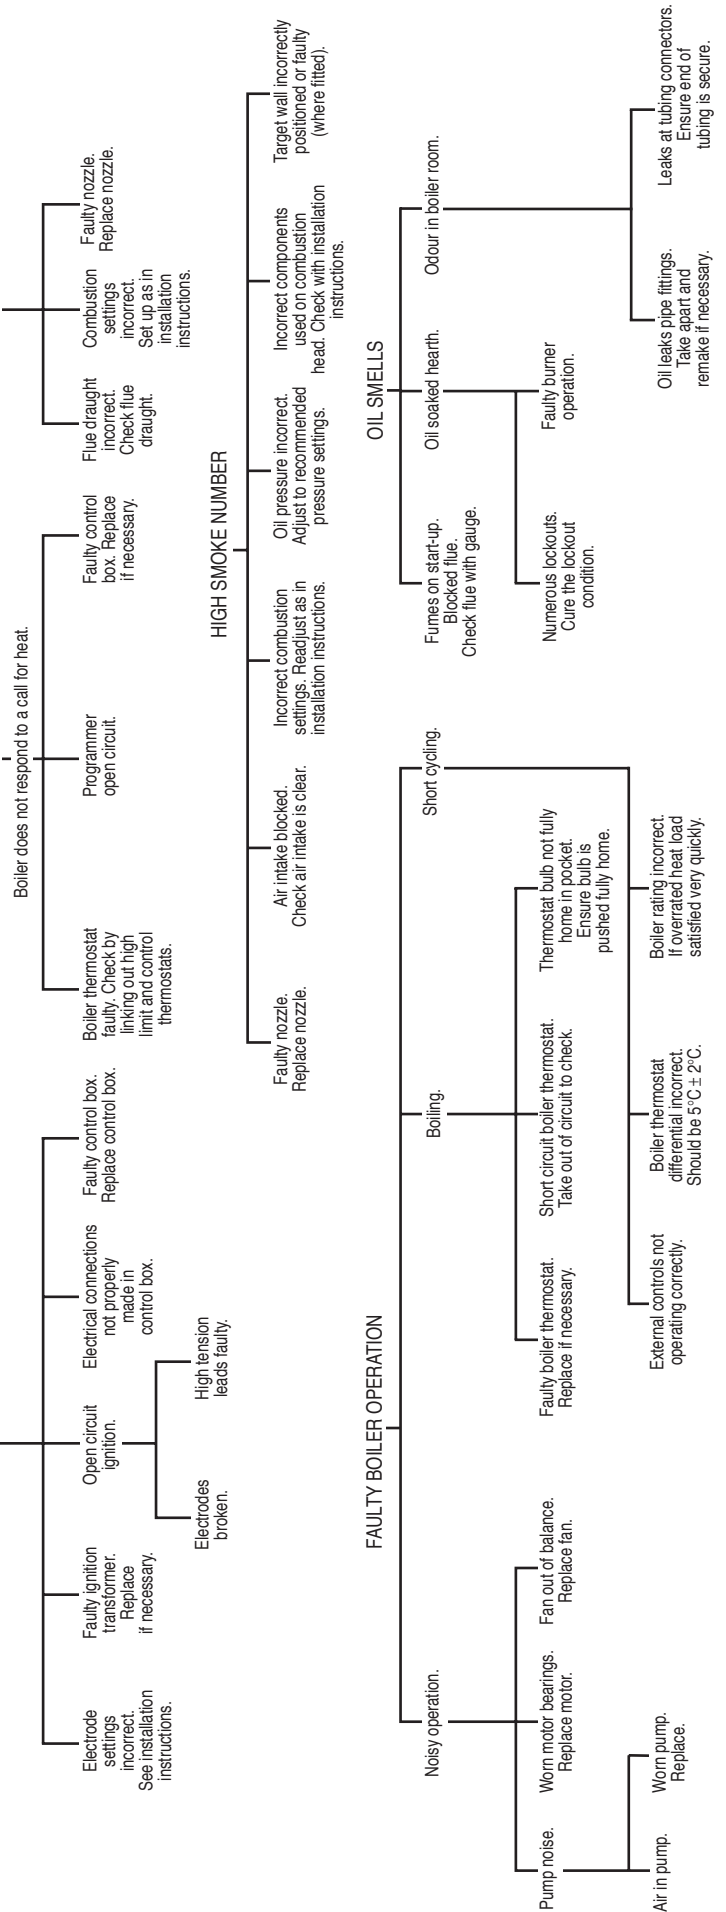 Electrode
settings
incorrect.
See installation
instructions.
Faulty ignition
transformer.
Replace
if necessary.
Open circuit
ignition.
Electrodes
broken.
High tension
leads faulty.
Electrical connections
not properly
made in
control box.
Faulty control box.
Replace control box.
Boiler does not respond to a call for heat.
Boiler thermostat
faulty. Check by
linking out high
limit and control
thermostats.
Programmer
open circuit.
Faulty control
box. Replace
if necessary.
Flue draught
incorrect.
Check flue
draught.
Combustion
settings
incorrect.
Set up as in
installation
instructions.
Faulty nozzle.
Replace nozzle.
HIGH SMOKE NUMBER
Faulty nozzle.
Replace nozzle.
Air intake blocked.
Check air intake is clear.
Incorrect combustion
settings. Readjust as in
installation instructions.
Oil pressure incorrect.
Adjust to recommended
pressure settings.
Incorrect components
used on combustion
head. Check with installation
instructions.
Target wall incorrectly
positioned or faulty
(where fitted).
FAULTY BOILER OPERATION
Noisy operation.
Pump noise.
Air in pump.
Worn pump.
Replace.
Worn motor bearings.
Replace motor.
Fan out of balance.
Replace fan.
Boiling.
Faulty boiler thermostat.
Replace if necessary.
Short circuit boiler thermostat.
Take out of circuit to check.
Thermostat bulb not fully
home in pocket.
Ensure bulb is
pushed fully home.
Short cycling.
External controls not
operating correctly.
Boiler thermostat
differential incorrect.
Should be 5°C ± 2°C.
Boiler rating incorrect.
If overrated heat load
satisfied very quickly.
OIL SMELLS
Fumes on start-up.
Blocked flue.
Check flue with gauge.
Oil soaked hearth.
Numerous lockouts.
Cure the lockout
condition.
Faulty burner
operation.
Odour in boiler room.
Oil leaks pipe fittings.
Take apart and
remake if necessary.
Leaks at tubing connectors.
Ensure end of
tubing is secure.